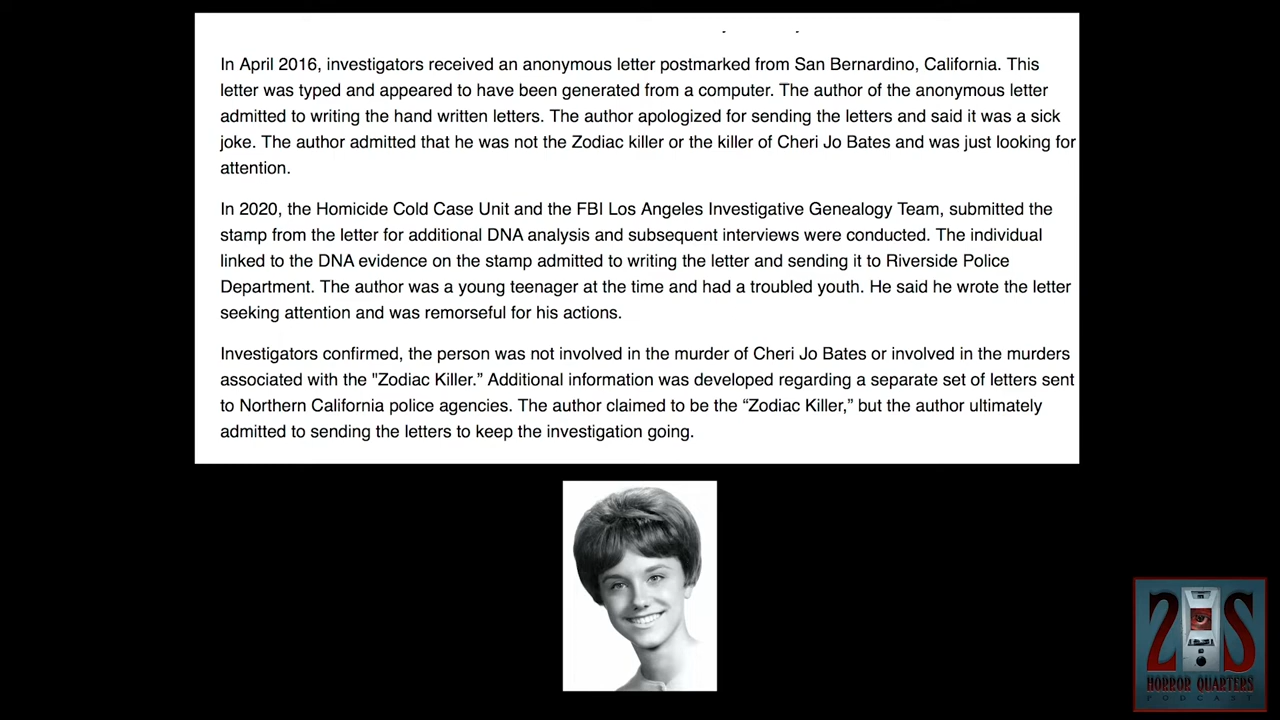 In April 2016, investigators received an anonymous letter postmarked from San Bernardino, California. This
letter was typed and appeared to have been generated from a computer. The author of the anonymous letter
admitted to writing the hand written letters. The author apologized for sending the letters and said it was a sick
joke. The author admitted that he was not the Zodiac killer or the killer of Cheri Jo Bates and was just looking for
attention.
In 2020, the Homicide Cold Case Unit and the FBI Los Angeles Investigative Genealogy Team, submitted the
stamp from the letter for additional DNA analysis and subsequent interviews were conducted. The individual
linked to the DNA evidence on the stamp admitted to writing the letter and sending it to Riverside Police
Department. The author was a young teenager at the time and had a troubled youth. He said he wrote the letter
seeking attention and was remorseful for his actions.
Investigators confirmed, the person was not involved in the murder of Cheri Jo Bates or involved in the murders
associated with the "Zodiac Killer.” Additional information was developed regarding a separate set of letters sent
to Northern California police agencies. The author claimed to be the “Zodiac Killer,” but the author ultimately
admitted to sending the letters to keep the investigation going.
HORROR QUARTERS
PODCAST